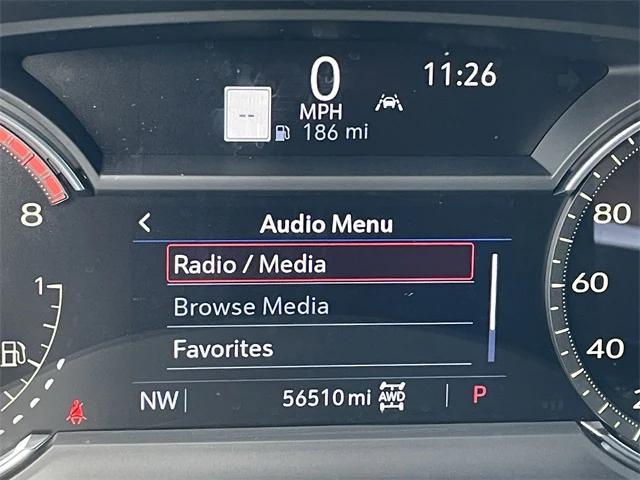 0
11:26
MPH
--
186 mi
8
Audio Menu
80
Radio / Media
1
60
Browse Media
Favorites
40
NW
56510 mi
AWD
P
2